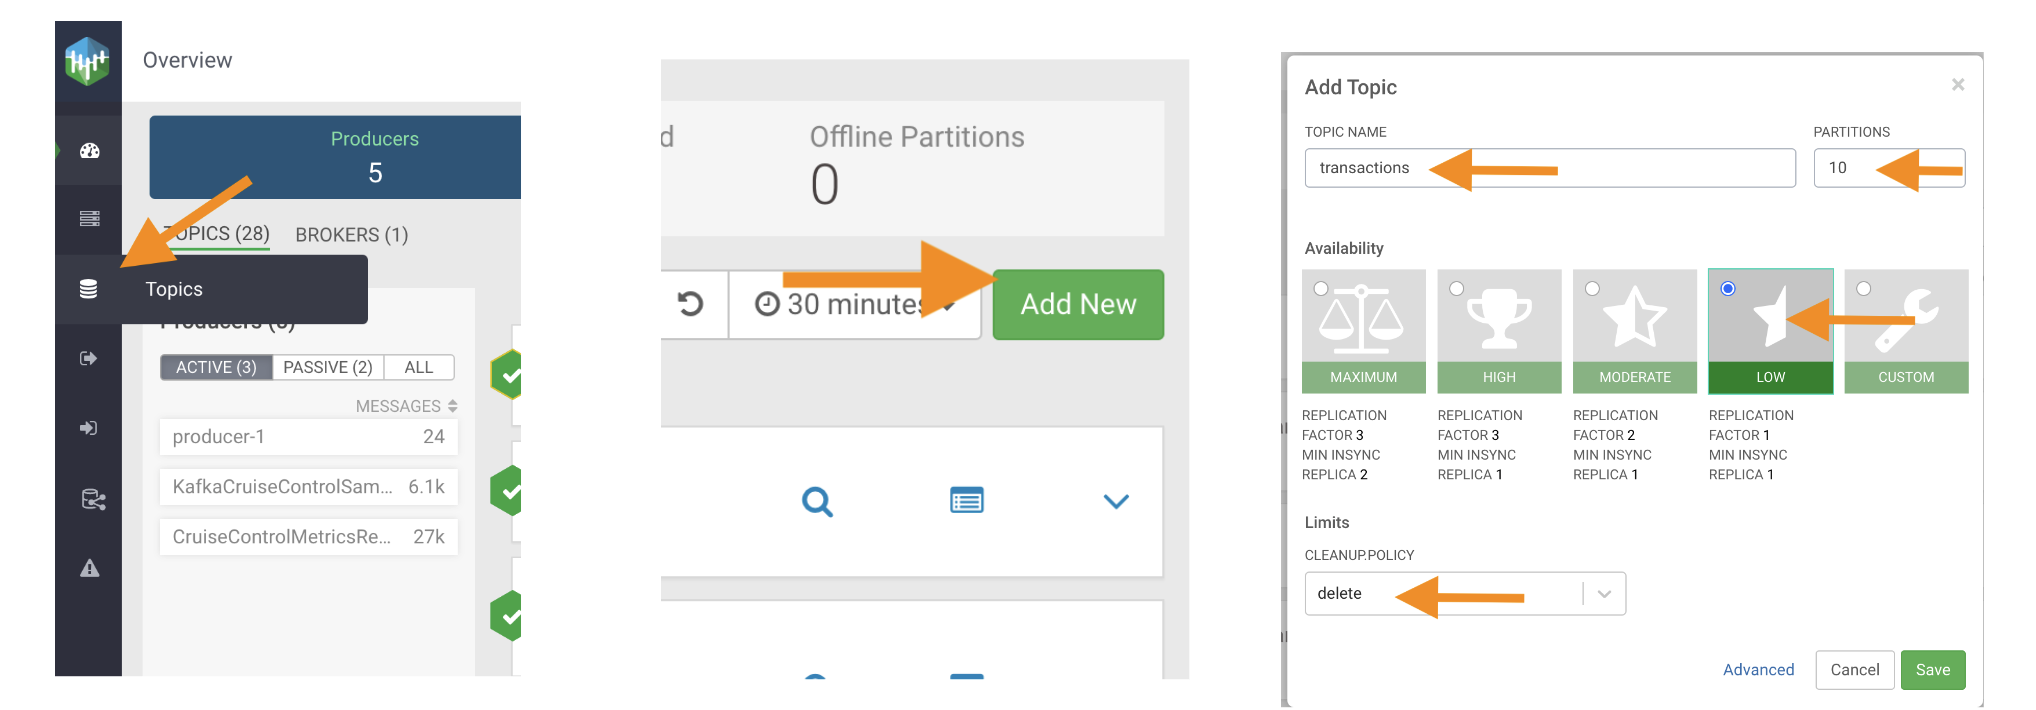 Overview
Producers
5
TOPICS (28) BROKERS (1)
Topics
ACTIVE (3) PASSIVE (2) ALL
MESSAGES
producer-1 24
KafkaCruiseControlSam... 6.1k
CruiseControlMetricsRe... 27k
d Offline Partitions
0
30 minutes Add New
Add Topic
TOPIC NAME PARTITIONS
transactions 10
Availability
MAXIMUM HIGH MODERATE LOW CUSTOM
REPLICATION REPLICATION REPLICATION REPLICATION
FACTOR 3 FACTOR 3 FACTOR 2 FACTOR 1
MIN INSYNC MIN INSYNC MIN INSYNC MIN INSYNC
REPLICA 2 REPLICA 1 REPLICA 1 REPLICA 1
Limits
CLEANUP.POLICY
delete
Advanced Cancel Save